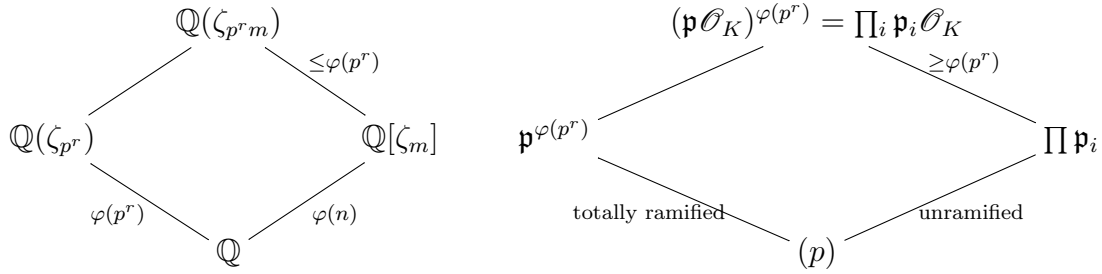 ℚ(ζ_{p^r m})
≤φ(p^r)
ℚ(ζ_{p^r})
ℚ[ζ_m]
φ(p^r)
φ(n)
ℚ
(𝔭𝒪_K)^{φ(p^r)} = ∏_i 𝔭_i𝒪_K
≥φ(p^r)
𝔭^{φ(p^r)}
∏ 𝔭_i
totally ramified
unramified
(p)